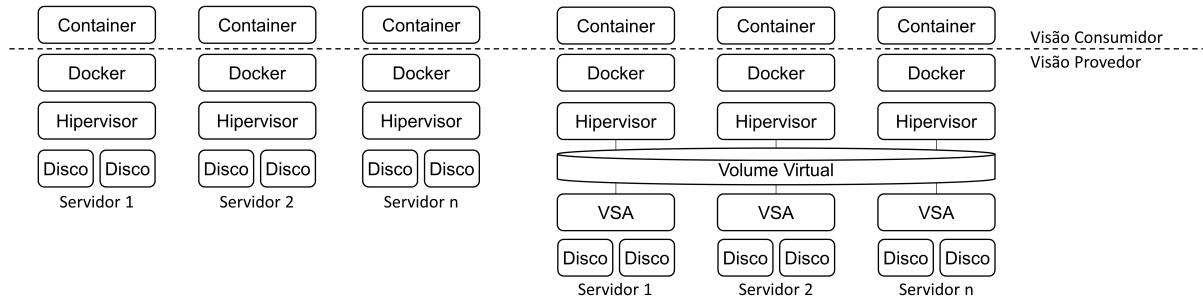 Container Container Container Container Container Container
Visão Consumidor
Visão Provedor
Docker Docker Docker Docker Docker Docker
Hipervisor Hipervisor Hipervisor Hipervisor Hipervisor Hipervisor
Disco Disco Disco Disco Disco Disco Volume Virtual
Servidor 1 Servidor 2 Servidor n VSA VSA VSA
Disco Disco Disco Disco Disco Disco
Servidor 1 Servidor 2 Servidor n